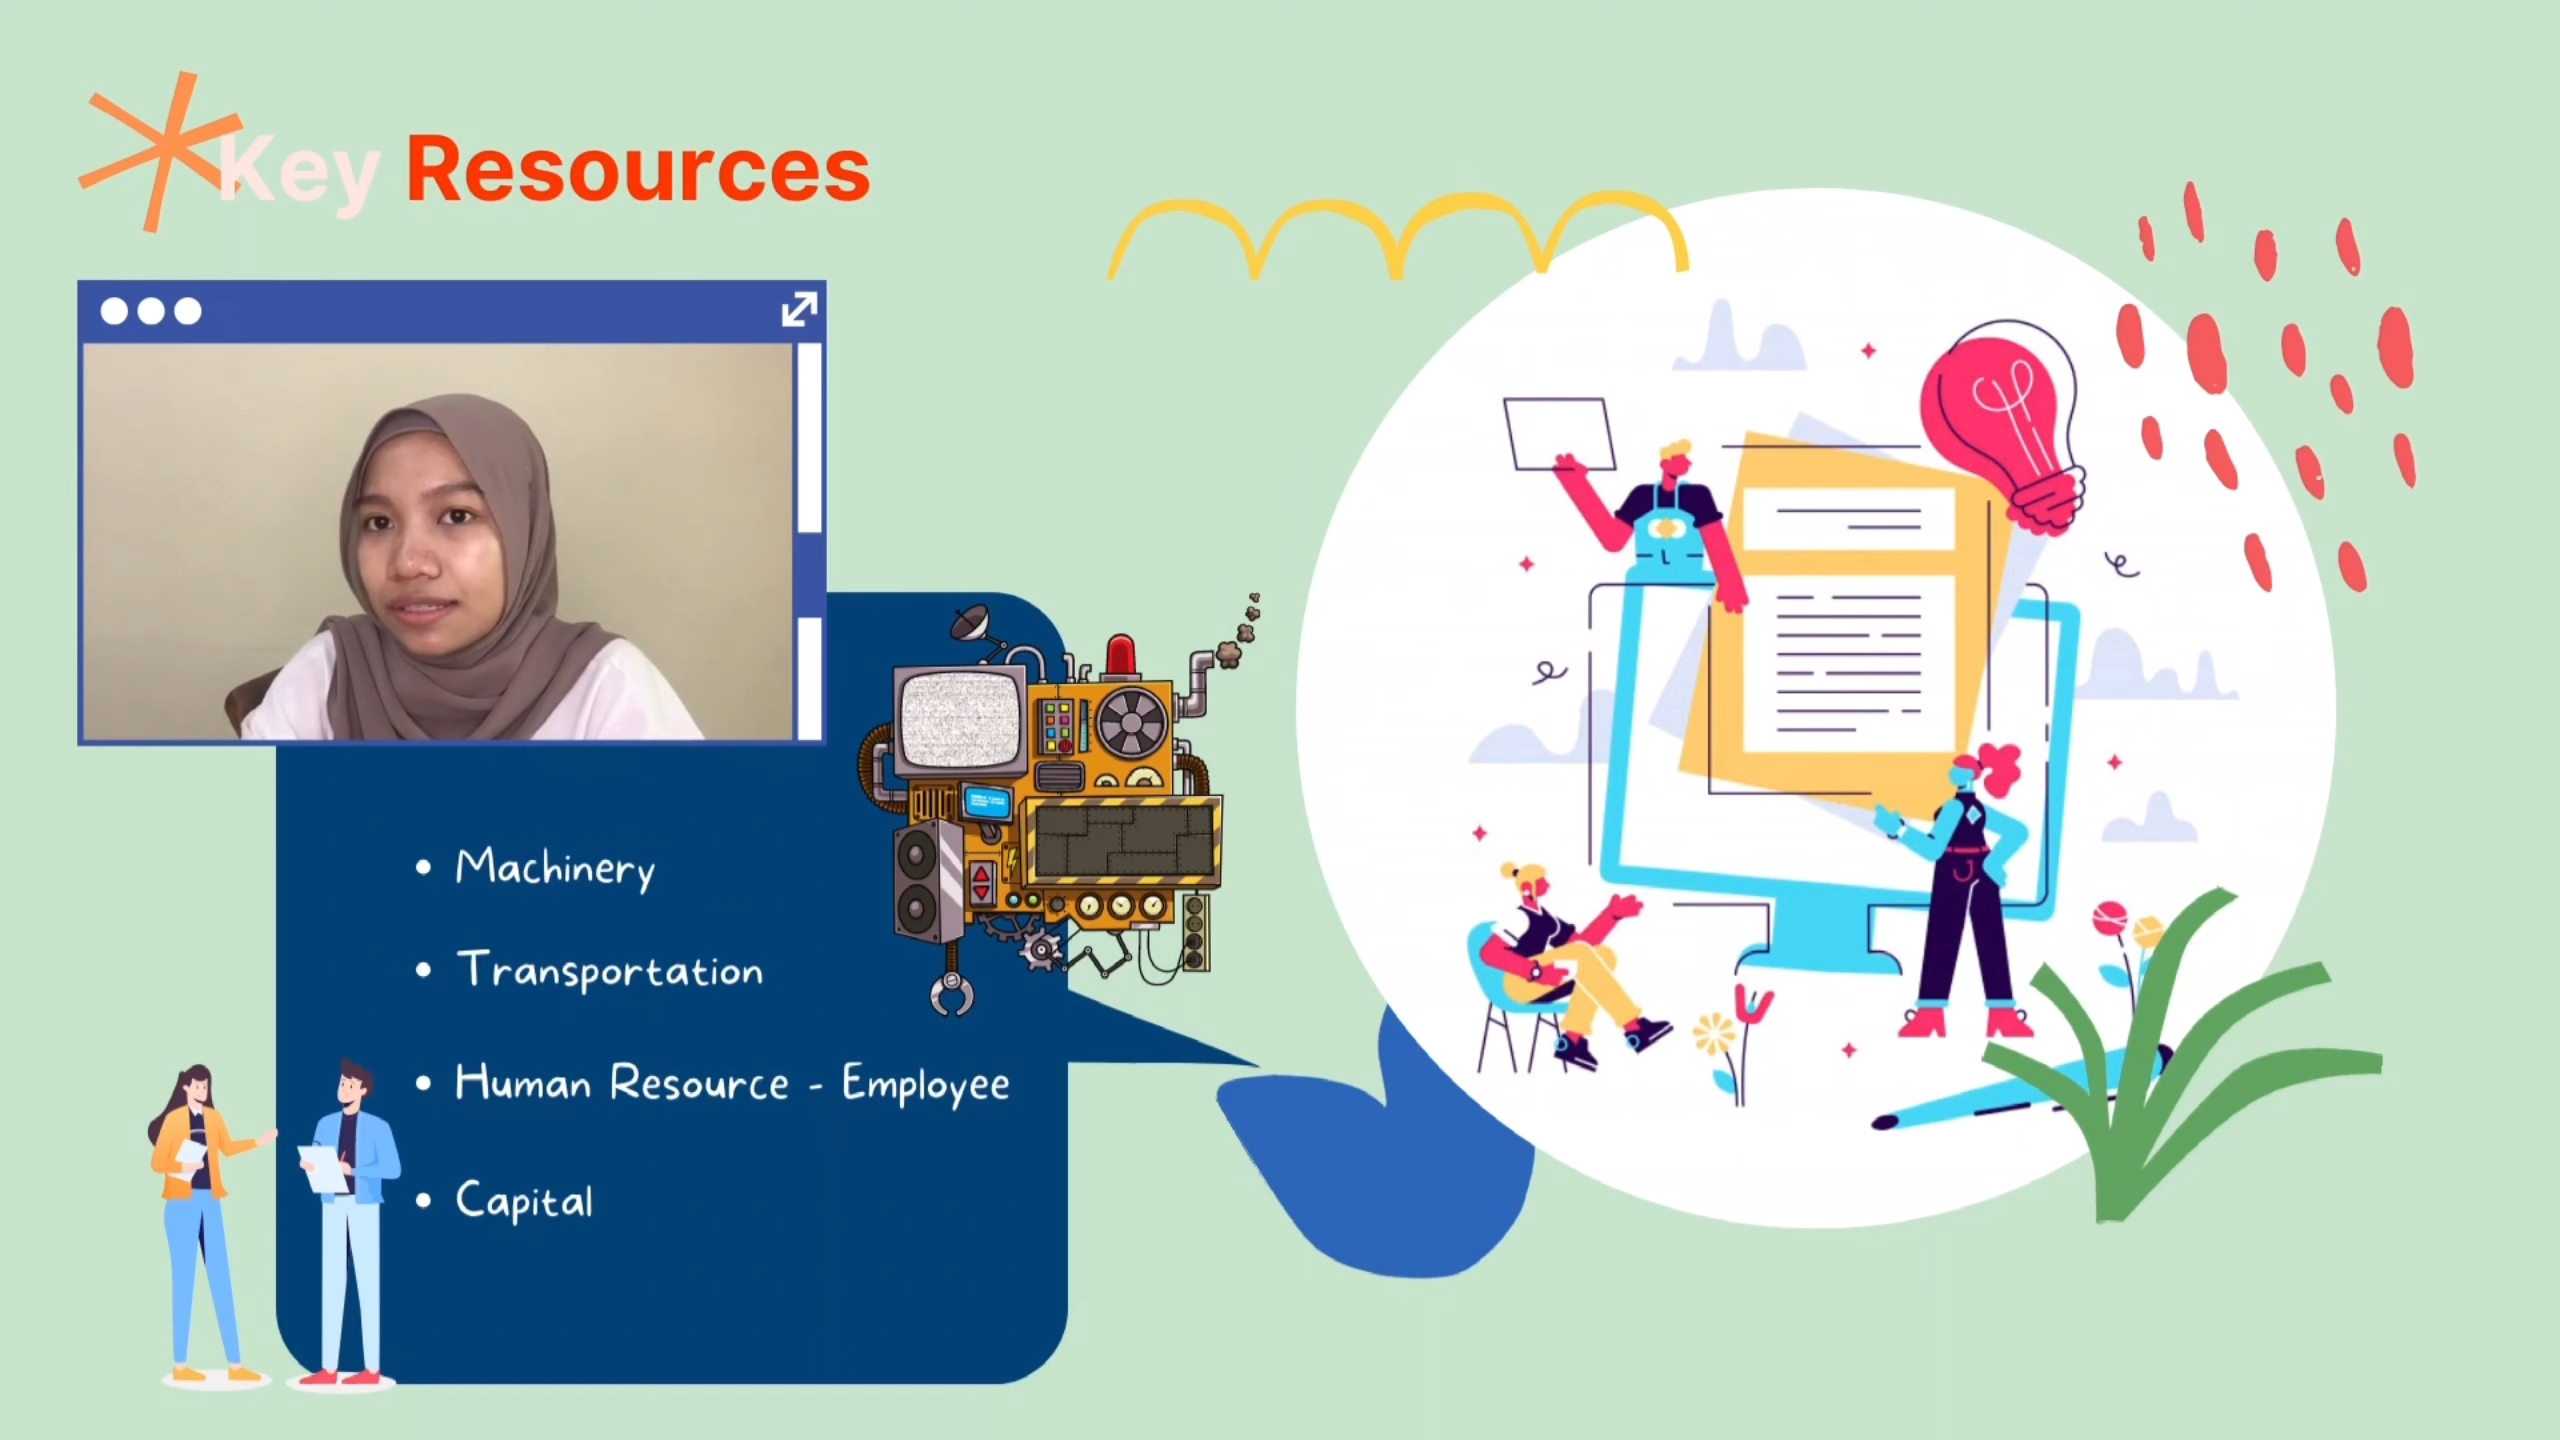 Key Resources
• Machinery
• Transportation
• Human Resource - Employee
• Capital